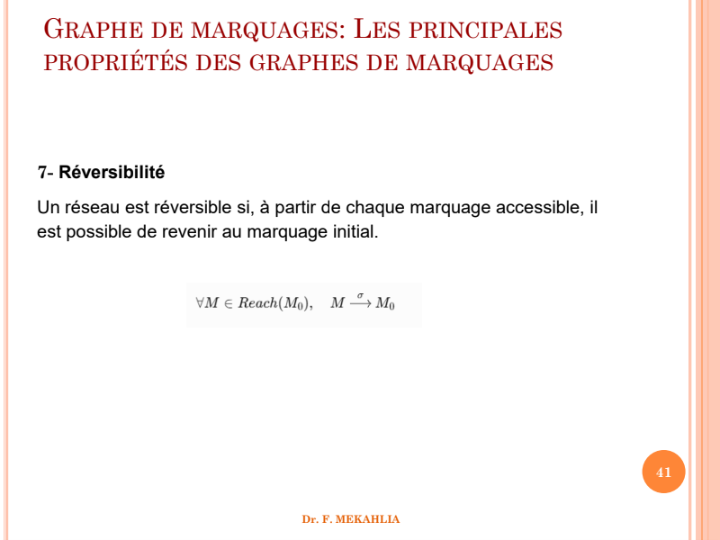 GRAPHE DE MARQUAGES: LES PRINCIPALES
PROPRIÉTÉS DES GRAPHES DE MARQUAGES
7- Réversibilité
Un réseau est réversible si, à partir de chaque marquage accessible, il
est possible de revenir au marquage initial.
∀M ∈ Reach(M₀), M →^σ M₀
41
Dr. F. MEKAHLIA